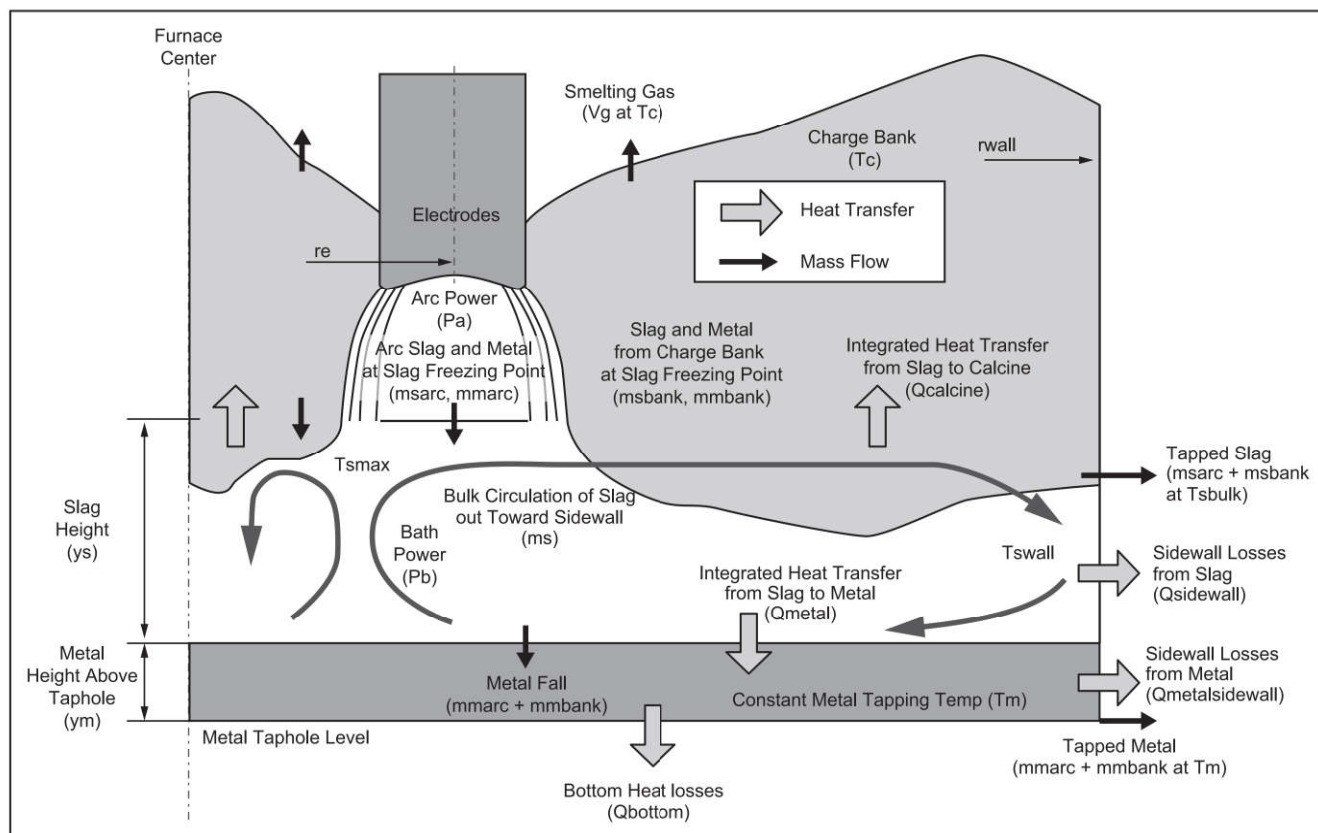 Furnace
Center
Smelting Gas
(Vg at Tc)
Charge Bank
(Tc)
rwall
Heat Transfer
Mass Flow
Electrodes
re
Arc Power
(Pa)
Arc Slag and Metal
at Slag Freezing Point
(msarc, mmarc)
Slag and Metal
from Charge Bank
at Slag Freezing Point
(msbank, mmbank)
Integrated Heat Transfer
from Slag to Calcine
(Qcalcine)
Tsmax
Tapped Slag
(msarc + msbank
at Tsbulk)
Slag
Height
(ys)
Bulk Circulation of Slag
out Toward Sidewall
(ms)
Bath
Power
(Pb)
Tswall
Integrated Heat Transfer
from Slag to Metal
(Qmetal)
Sidewall Losses
from Slag
(Qsidewall)
Metal
Height Above
Taphole
(ym)
Metal Fall
(mmarc + mmbank)
Constant Metal Tapping Temp (Tm)
Sidewall Losses
from Metal
(Qmetalsidewall)
Metal Taphole Level
Tapped Metal
(mmarc + mmbank at Tm)
Bottom Heat losses
(Qbottom)